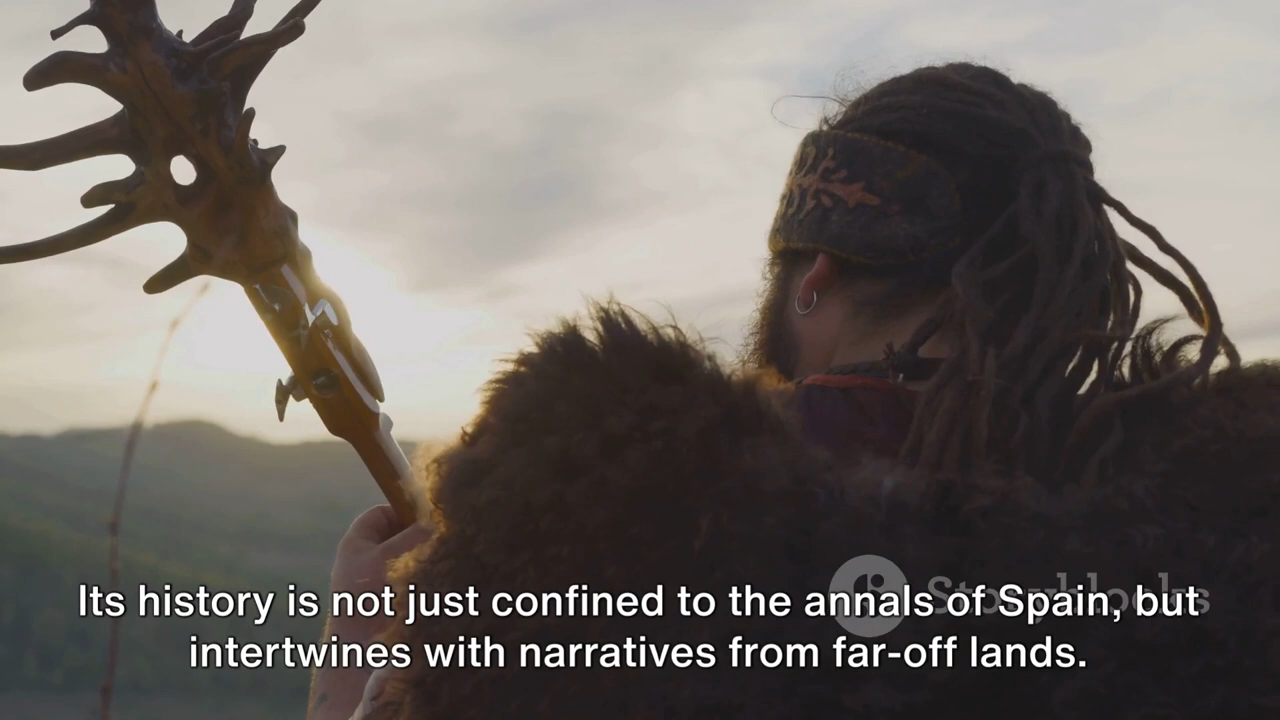 Storyblocks
Its history is not just confined to the annals of Spain, but
intertwines with narratives from far-off lands.